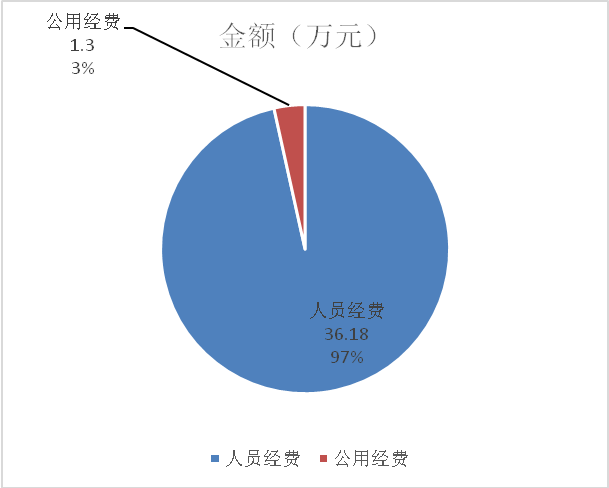 金额（万元）
公用经费
1.3
3%
人员经费
36.18
97%
人员经费 公用经费